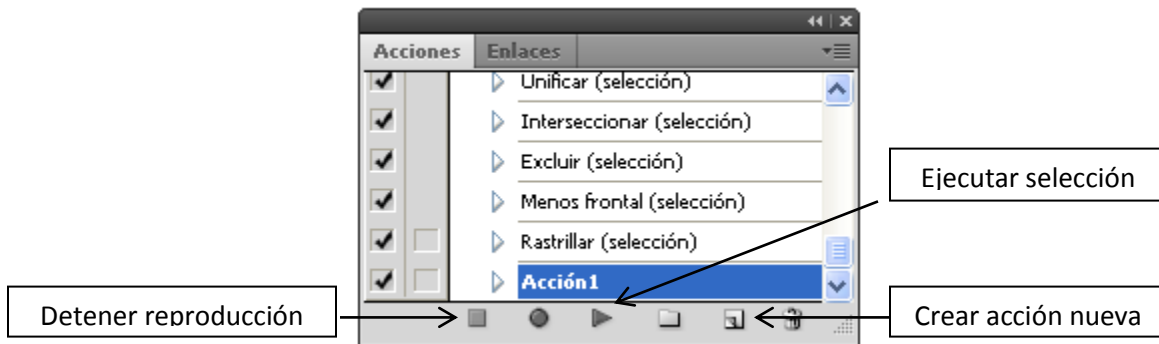 Acciones Enlaces
Unificar (selección)
Interseccionar (selección)
Excluir (selección)
Menos frontal (selección)
Rastrillar (selección)
Acción1
Ejecutar selección
Detener reproducción
Crear acción nueva